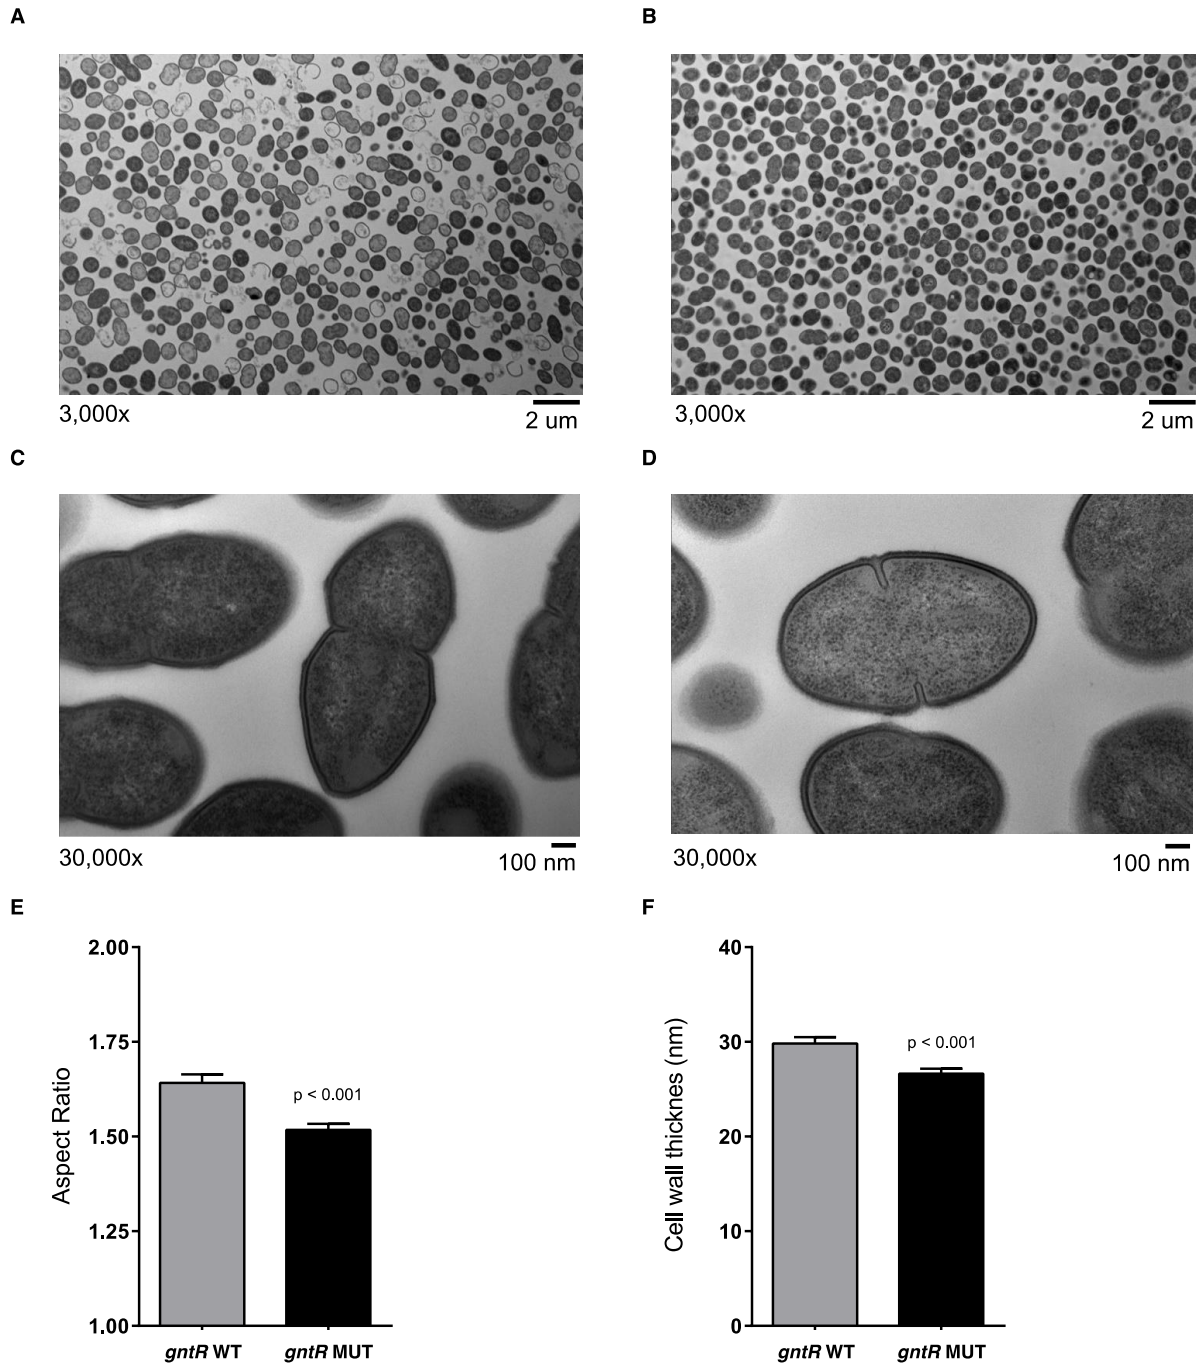 A
B
3,000x
2 um
3,000x
2 um
C
D
30,000x
100 nm
30,000x
100 nm
E
F
2.00
1.75
1.50
1.25
1.00
Aspect Ratio
p < 0.001
gntR WT
gntR MUT
40
30
20
10
0
Cell wall thicknes (nm)
p < 0.001
gntR WT
gntR MUT